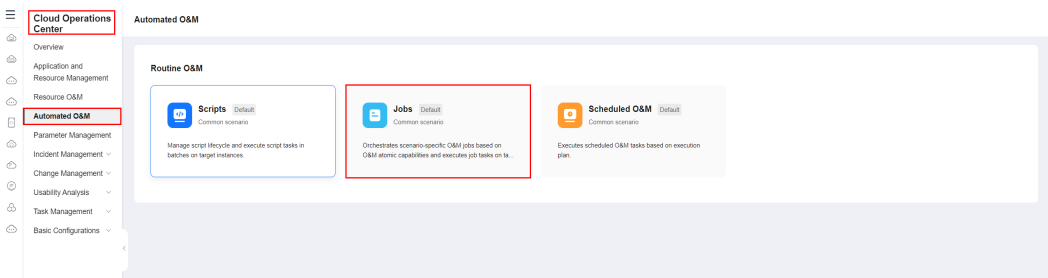 Cloud Operations
Center
Automated O&M
Overview
Application and
Resource Management
Resource O&M
Automated O&M
Parameter Management
Incident Management
Change Management
Usability Analysis
Task Management
Basic Configurations
Routine O&M
Scripts Default
Common scenario
Manage script lifecycle and execute script tasks in
batches on target instances.
Jobs Default
Common scenario
Orchestrates scenario-specific O&M jobs based on
O&M atomic capabilities and executes job tasks on ta...
Scheduled O&M Default
Common scenario
Executes scheduled O&M tasks based on execution
plan.